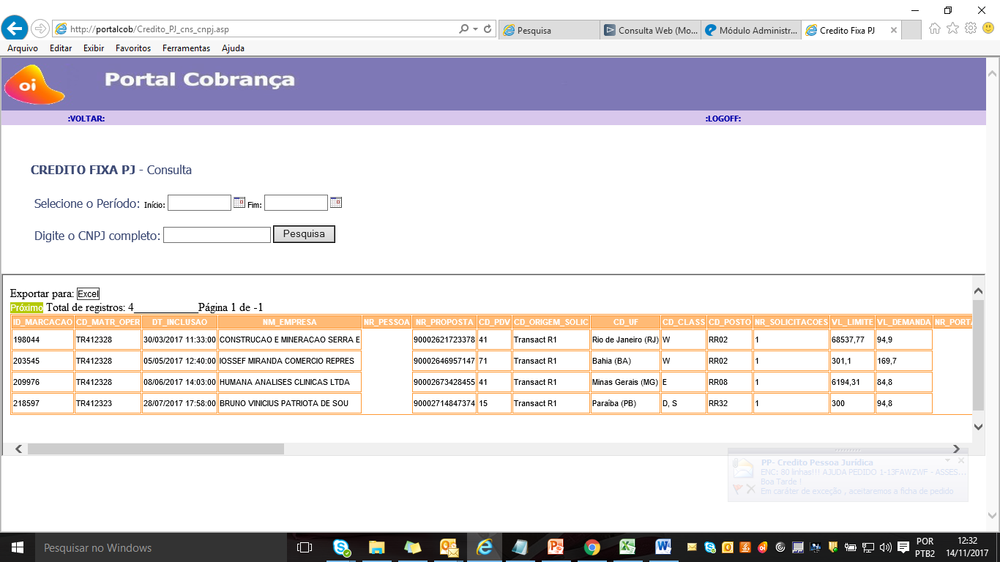 http://portalcob/Credito_PJ_cns_cnpj.asp
Pesquisa
Consulta Web (Mo...
Módulo Administr...
Credito Fixa PJ
Arquivo Editar Exibir Favoritos Ferramentas Ajuda
oi Portal Cobrança
:VOLTAR: :LOGOFF:
CREDITO FIXA PJ - Consulta
Selecione o Período: Início: Fim:
Digite o CNPJ completo: Pesquisa
Exportar para: Excel
Próximo Total de registros: 4____________Página 1 de -1
ID_MARCACAO CD_MATR_OPER DT_INCLUSAO NM_EMPRESA NR_PESSOA NR_PROPOSTA CD_PDV CD_ORIGEM_SOLIC CD_UF CD_CLASS CD_POSTO NR_SOLICITACOES VL_LIMITE VL_DEMANDA NR_PORTA
198044 TR412328 30/03/2017 11:33:00 CONSTRUCAO E MINERACAO SERRA E 90002621723378 41 Transact R1 Rio de Janeiro (RJ) W RR02 1 68537,77 94,9
203545 TR412328 05/05/2017 12:40:00 IOSSEF MIRANDA COMERCIO REPRES 90002646957147 71 Transact R1 Bahia (BA) W RR02 1 301,1 169,7
209976 TR412328 08/06/2017 14:03:00 HUMANA ANALISES CLINICAS LTDA 90002673428455 41 Transact R1 Minas Gerais (MG) E RR08 1 6194,31 84,8
218597 TR412323 28/07/2017 17:58:00 BRUNO VINICIUS PATRIOTA DE SOU 90002714847374 15 Transact R1 Paraíba (PB) D, S RR32 1 300 94,8
PP- Credito Pessoa Jurídica
ENC: 80 linhas!!! AJUDA PEDIDO 1-13FAWZWF - ASSES...
Boa Tarde !
Em caráter de exceção , aceitaremos a ficha de pedido
Pesquisar no Windows
POR
PTB2
12:32
14/11/2017